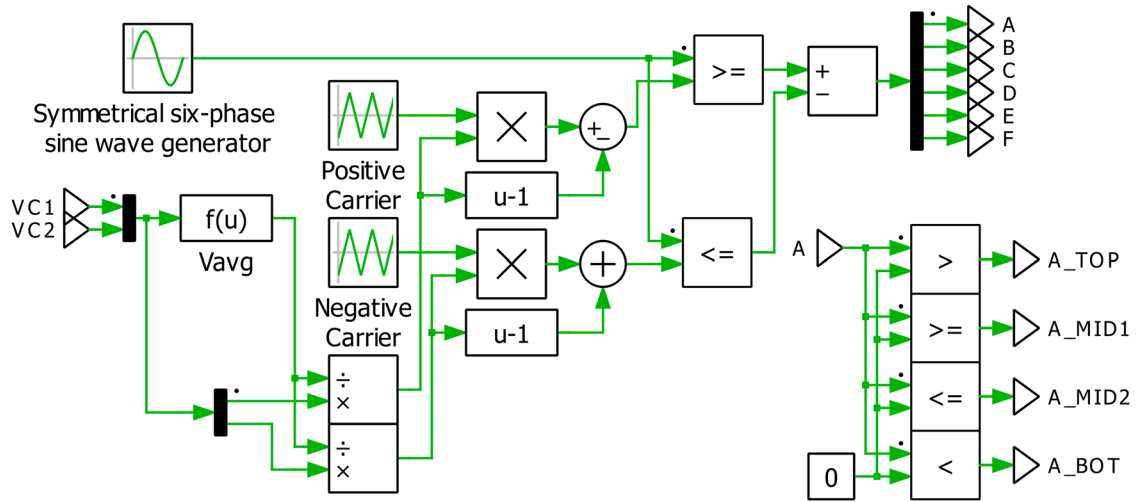 A
B
C
D
E
F
>=
+
−
Symmetrical six-phase
sine wave generator
×
+
−
Positive
Carrier
u-1
VC1
VC2
f(u)
Vavg
×
+
<=
Negative
Carrier
u-1
÷
×
÷
×
A
>
A_TOP
>=
A_MID1
<=
A_MID2
0
<
A_BOT